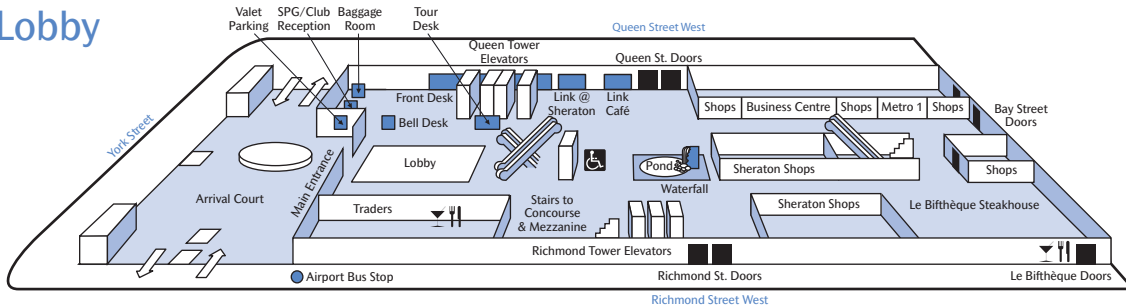 Lobby
Valet
Parking
SPG/Club
Reception
Baggage
Room
Tour
Desk
Queen Street West
Queen Tower
Elevators
Queen St. Doors
Front Desk
Link @
Sheraton
Link
Café
Shops
Business Centre
Shops
Metro 1
Shops
Bay Street
Doors
York Street
Bell Desk
Lobby
Pond
Waterfall
Sheraton Shops
Shops
Main Entrance
Arrival Court
Traders
Stairs to
Concourse
& Mezzanine
Sheraton Shops
Le Bifthèque Steakhouse
Richmond Tower Elevators
Airport Bus Stop
Richmond St. Doors
Le Bifthèque Doors
Richmond Street West